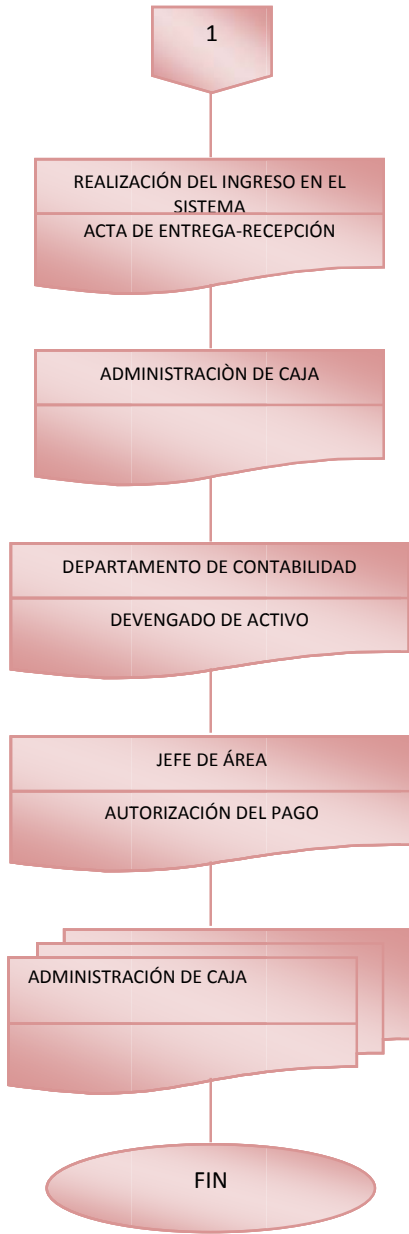 1
REALIZACIÓN DEL INGRESO EN EL
SISTEMA
ACTA DE ENTREGA-RECEPCIÓN
ADMINISTRACIÒN DE CAJA
DEPARTAMENTO DE CONTABILIDAD
DEVENGADO DE ACTIVO
JEFE DE ÁREA
AUTORIZACIÓN DEL PAGO
ADMINISTRACIÓN DE CAJA
FIN